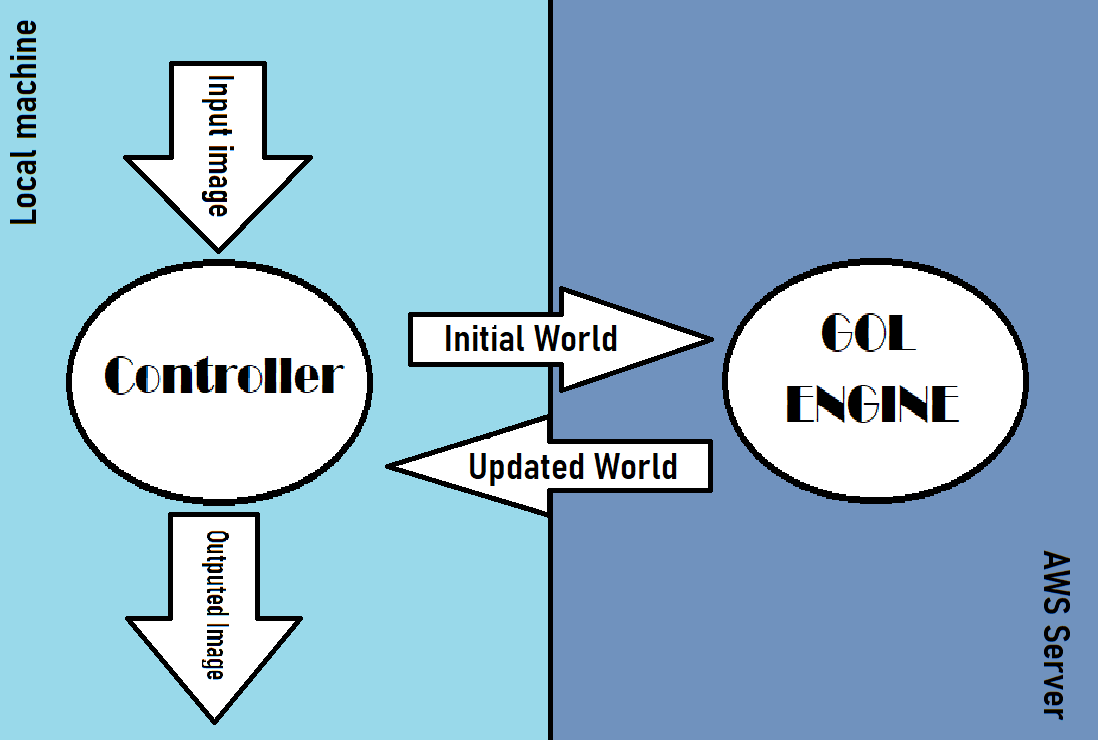 Local machine
Input image
Controller
Initial World
Updated World
GOL
ENGINE
Outputed Image
AWS Server